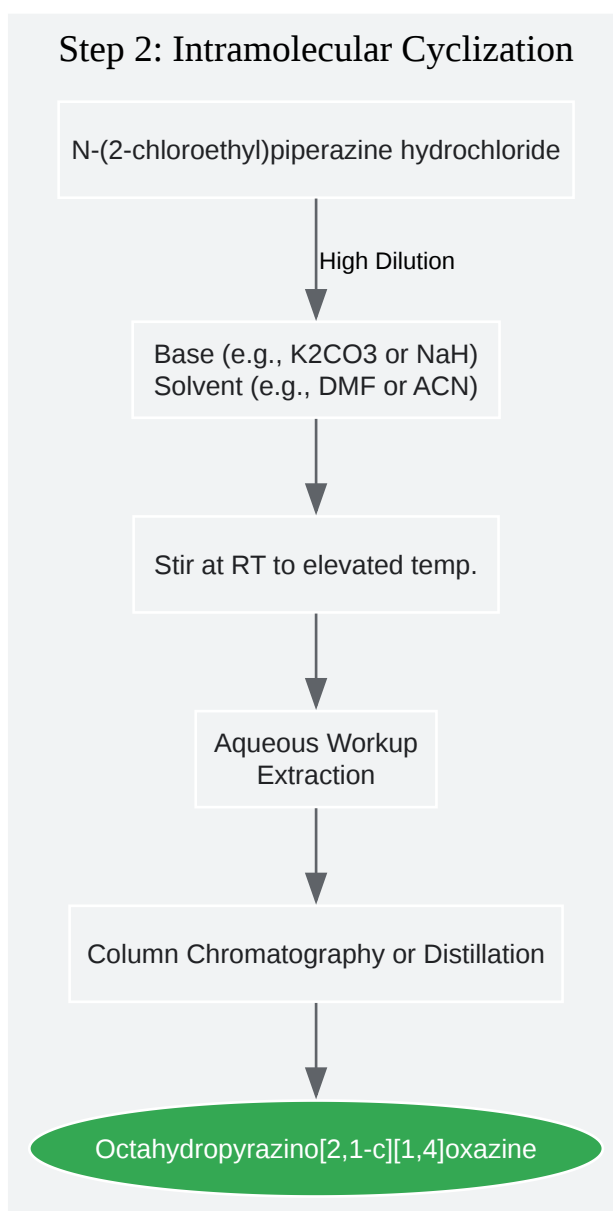 Step 2: Intramolecular Cyclization
N-(2-chloroethyl)piperazine hydrochloride
High Dilution
Base (e.g., K2CO3 or NaH)
Solvent (e.g., DMF or ACN)
Stir at RT to elevated temp.
Aqueous Workup
Extraction
Column Chromatography or Distillation
Octahydropyrazino[2,1-c][1,4]oxazine